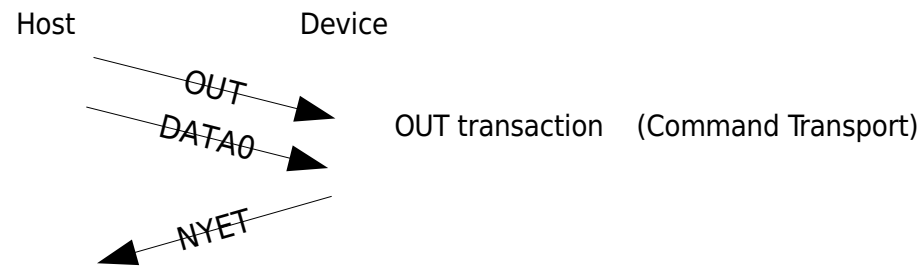 Host Device
OUT
DATA0
OUT transaction (Command Transport)
NYET